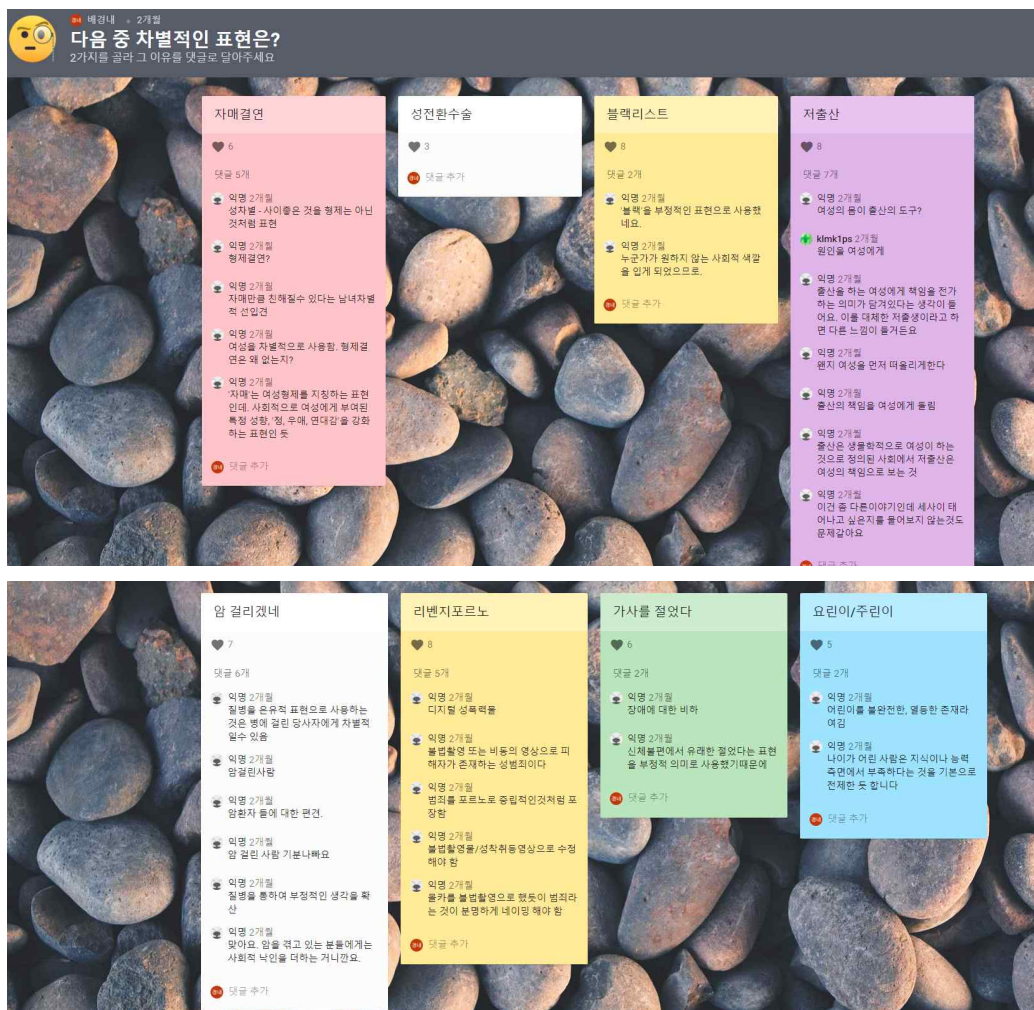 배경내 • 2개월
다음 중 차별적인 표현은?
2가지를 골라 그 이유를 댓글로 달아주세요
자매결연
6
댓글 5개
익명 2개월
성차별 - 사이좋은 것을 형제는 아닌
것처럼 표현
익명 2개월
형제결연?
익명 2개월
자매만큼 친해질수 있다는 남녀차별
적 선입견
익명 2개월
여성을 차별적으로 사용함. 형제결
연은 왜 없는지?
익명 2개월
'자매'는 여성형제를 지칭하는 표현
인데. 사회적으로 여성에게 부여된
특정 성향, '정, 우애, 연대감'을 강화
하는 표현인 듯
댓글 추가
성전환수술
3
댓글 추가
블랙리스트
8
댓글 2개
익명 2개월
'블랙'을 부정적인 표현으로 사용했
네요.
익명 2개월
누군가가 원하지 않는 사회적 색깔
을 입게 되었으므로.
댓글 추가
저출산
8
댓글 7개
익명 2개월
여성의 몸이 출산의 도구?
klmk1ps 2개월
원인을 여성에게
익명 2개월
출산을 하는 여성에게 책임을 전가
하는 의미가 담겨있다는 생각이 들
어요. 이를 대체한 저출생이라고 하
면 다른 느낌이 들거든요
익명 2개월
왠지 여성을 먼저 떠올리게한다
익명 2개월
출산의 책임을 여성에게 돌림
익명 2개월
출산은 생물학적으로 여성이 하는
것으로 정의된 사회에서 저출산은
여성의 책임으로 보는 것
익명 2개월
이건 좀 다른이야기인데 세사이 태
어나고 싶은지를 물어보지 않는것도
문제같아요
댓글 추가
암 걸리겠네
7
댓글 6개
익명 2개월
질병을 은유적 표현으로 사용하는
것은 병에 걸린 당사자에게 차별적
일수 있음
익명 2개월
암걸린사람
익명 2개월
암환자 들에 대한 편견.
익명 2개월
암 걸린 사람 기분나빠요
익명 2개월
질병을 통하여 부정적인 생각을 확
산
익명 2개월
맞아요. 암을 겪고 있는 분들에게는
사회적 낙인을 더하는 거니깐요.
댓글 추가
리벤지포르노
8
댓글 5개
익명 2개월
디지털 성폭력물
익명 2개월
불법촬영 또는 비동의 영상으로 피
해자가 존재하는 성범죄이다
익명 2개월
범죄를 포르노로 중립적인것처럼 포
장함
익명 2개월
불법촬영물/성착취동영상으로 수정
해야 함
익명 2개월
몰카를 불법촬영으로 했듯이 범죄라
는 것이 분명하게 네이밍 해야 함
댓글 추가
가사를 절었다
6
댓글 2개
익명 2개월
장애에 대한 비하
익명 2개월
신체불편에서 유래한 절었다는 표현
을 부정적 의미로 사용했기때문에
댓글 추가
요린이/주린이
5
댓글 2개
익명 2개월
어린이를 불완전한, 열등한 존재라
여김
익명 2개월
나이가 어린 사람은 지식이나 능력
측면에서 부족하다는 것을 기본으로
전제한 듯 합니다
댓글 추가